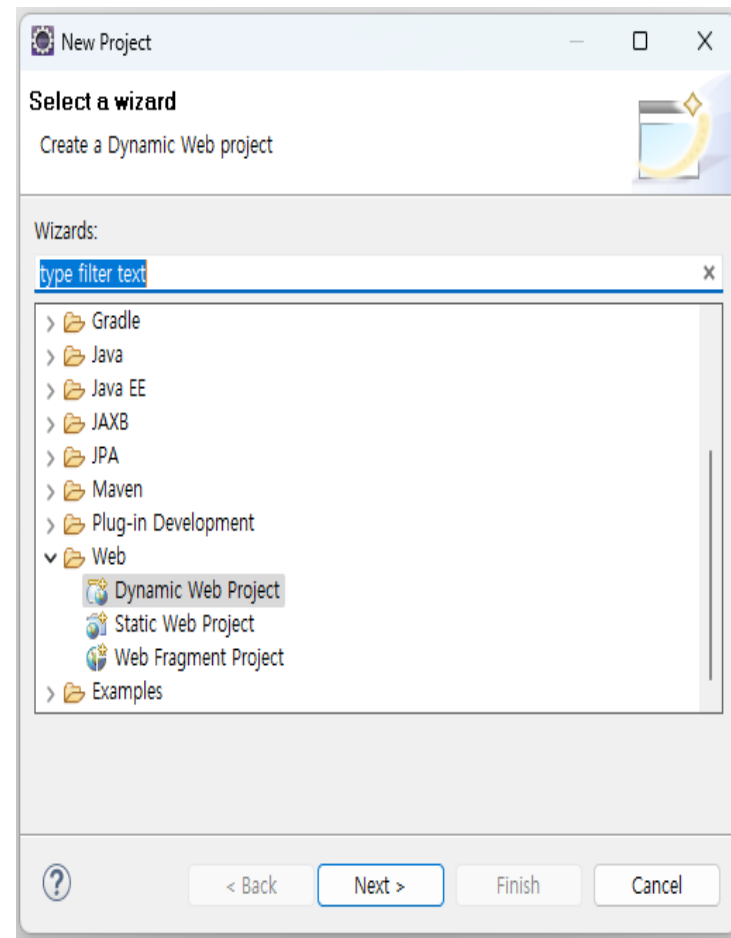 New Project
Select a wizard
Create a Dynamic Web project
Wizards:
type filter text
Gradle
Java
Java EE
JAXB
JPA
Maven
Plug-in Development
Web
Dynamic Web Project
Static Web Project
Web Fragment Project
Examples
? < Back Next > Finish Cancel